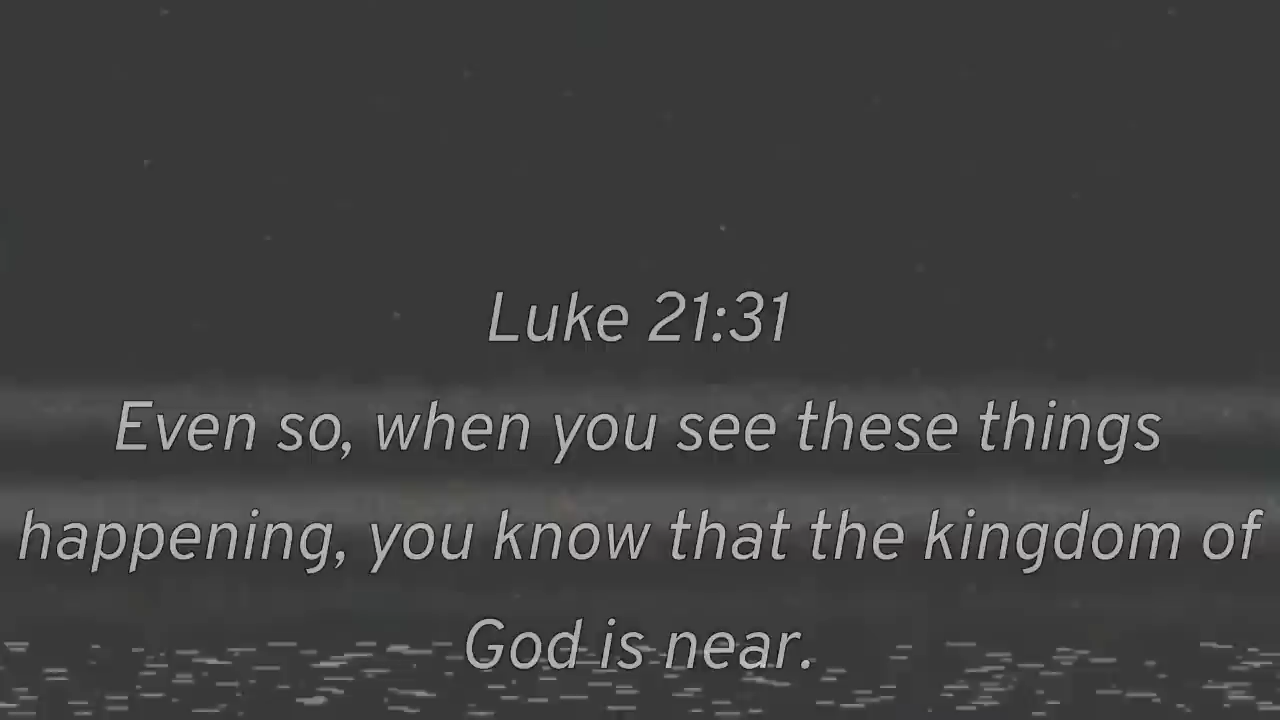 Luke 21:31
Even so, when you see these things
happening, you know that the kingdom of
God is near.